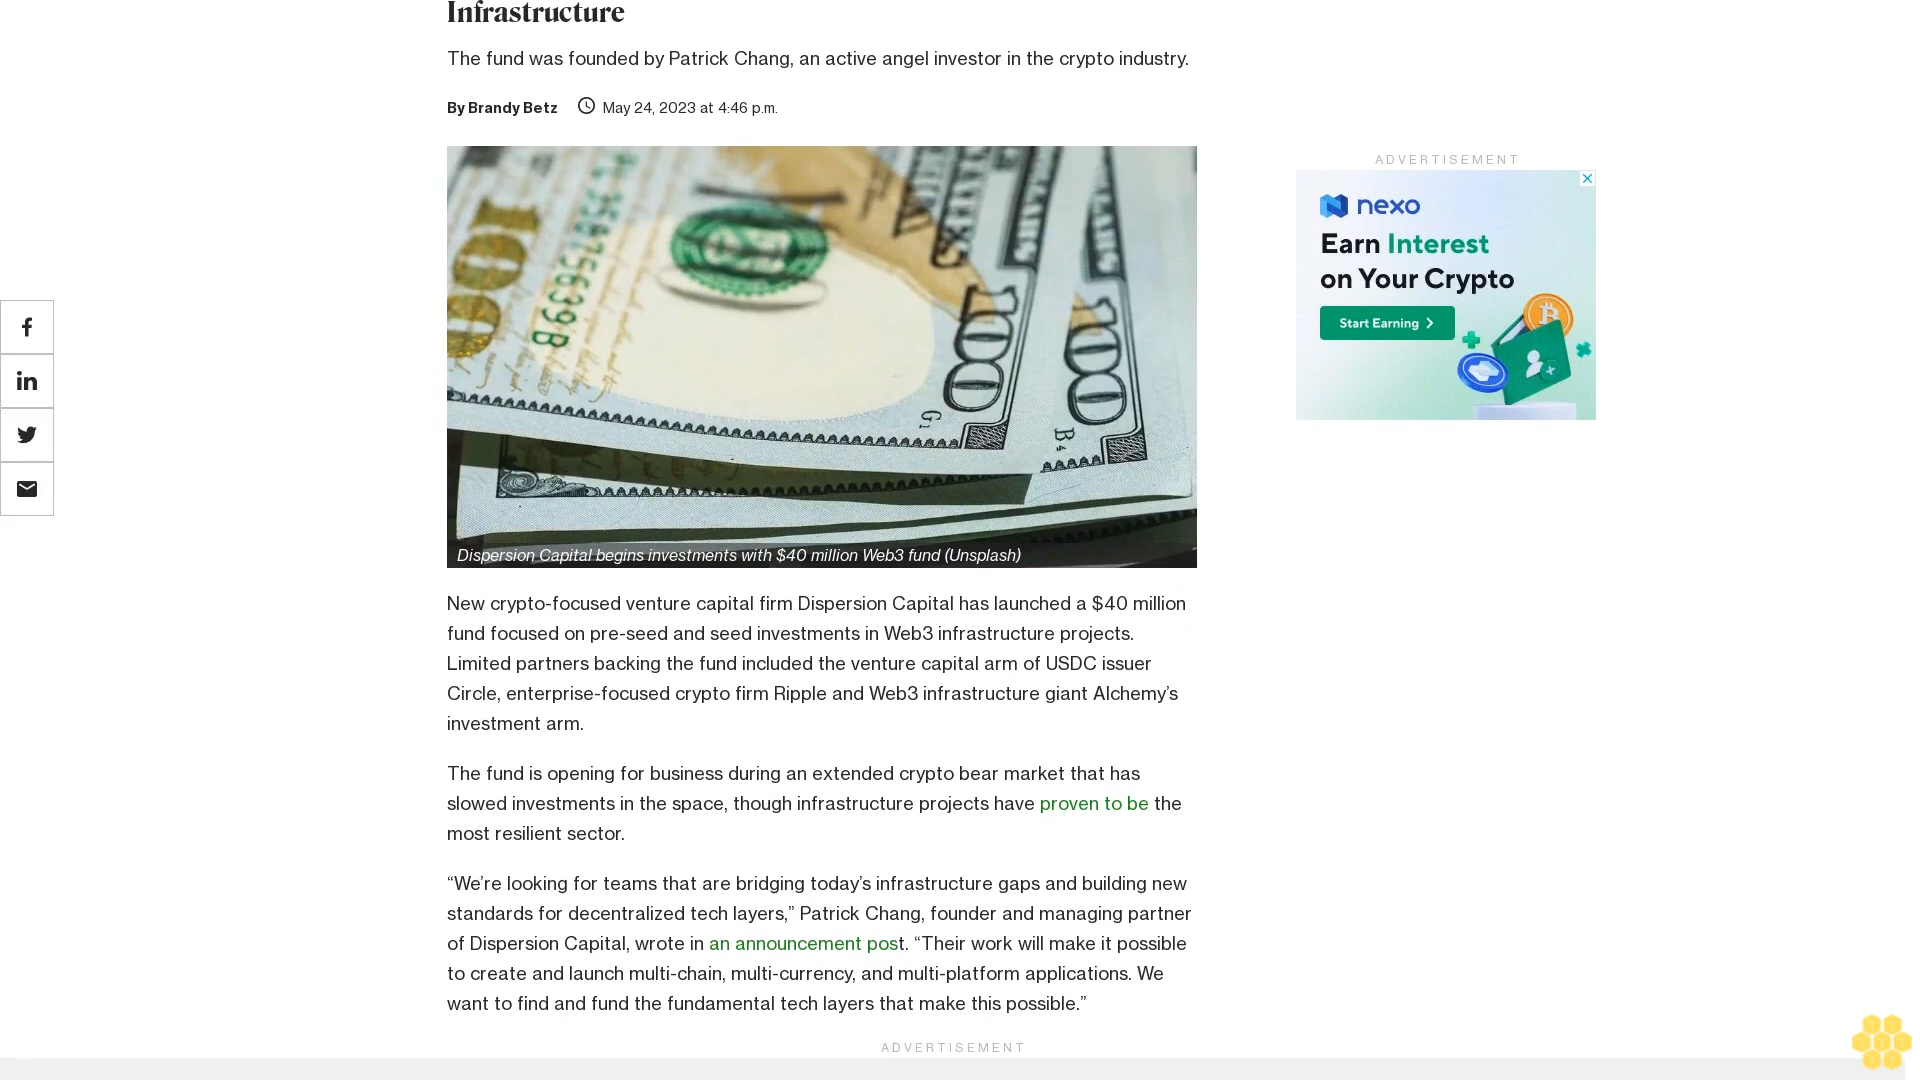 Infrastructure
The fund was founded by Patrick Chang, an active angel investor in the crypto industry.
By Brandy Betz May 24, 2023 at 4:46 p.m.
ADVERTISEMENT
nexo
Earn Interest
on Your Crypto
Start Earning
100
100
100
G1
B4
Dispersion Capital begins investments with $40 million Web3 fund (Unsplash)
New crypto-focused venture capital firm Dispersion Capital has launched a $40 million
fund focused on pre-seed and seed investments in Web3 infrastructure projects.
Limited partners backing the fund included the venture capital arm of USDC issuer
Circle, enterprise-focused crypto firm Ripple and Web3 infrastructure giant Alchemy’s
investment arm.
The fund is opening for business during an extended crypto bear market that has
slowed investments in the space, though infrastructure projects have proven to be the
most resilient sector.
“We’re looking for teams that are bridging today’s infrastructure gaps and building new
standards for decentralized tech layers,” Patrick Chang, founder and managing partner
of Dispersion Capital, wrote in an announcement post. “Their work will make it possible
to create and launch multi-chain, multi-currency, and multi-platform applications. We
want to find and fund the fundamental tech layers that make this possible.”
ADVERTISEMENT